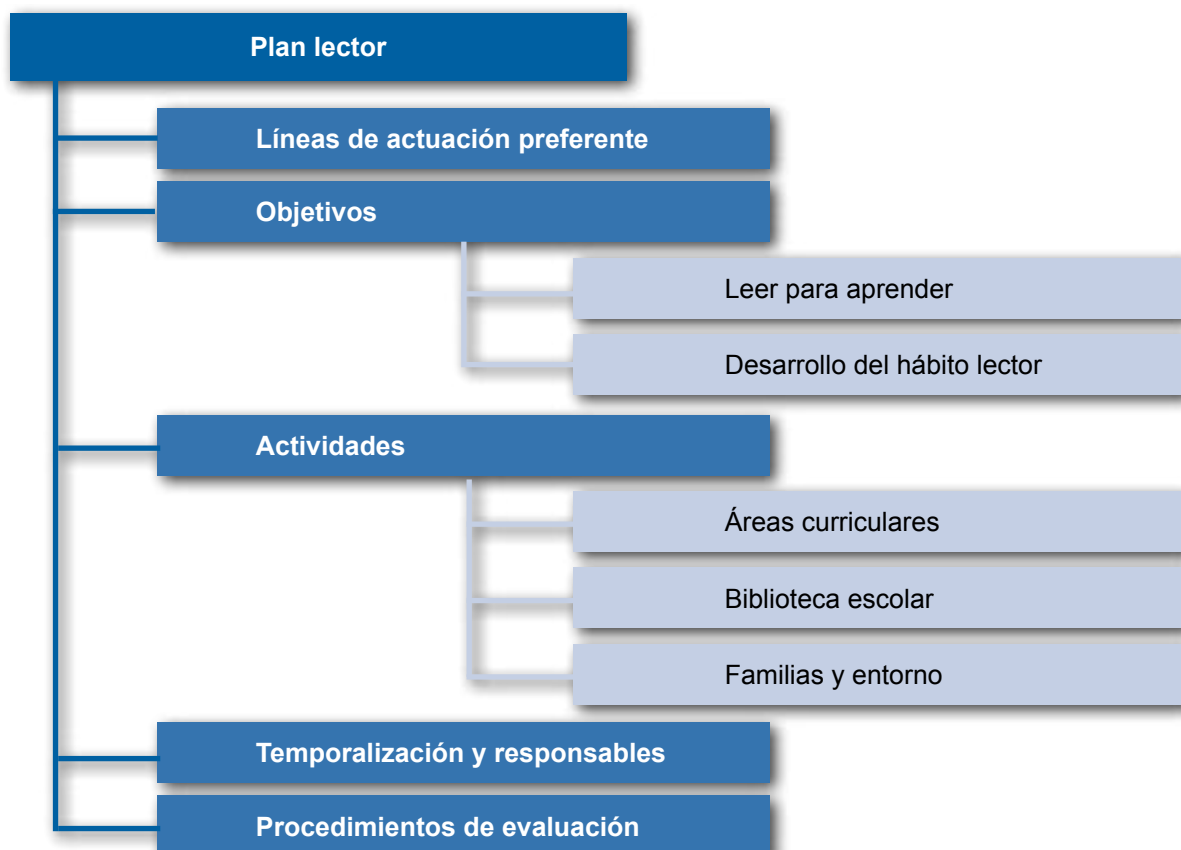 Plan lector
Líneas de actuación preferente
Objetivos
Leer para aprender
Desarrollo del hábito lector
Actividades
Áreas curriculares
Biblioteca escolar
Familias y entorno
Temporalización y responsables
Procedimientos de evaluación